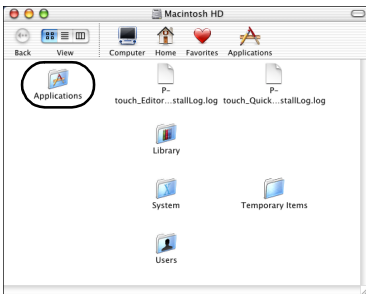 Macintosh HD
Back View Computer Home Favorites Applications
Applications
P-
touch_Editor...stallLog.log
P-
touch_Quick...stallLog.log
Library
System
Temporary Items
Users